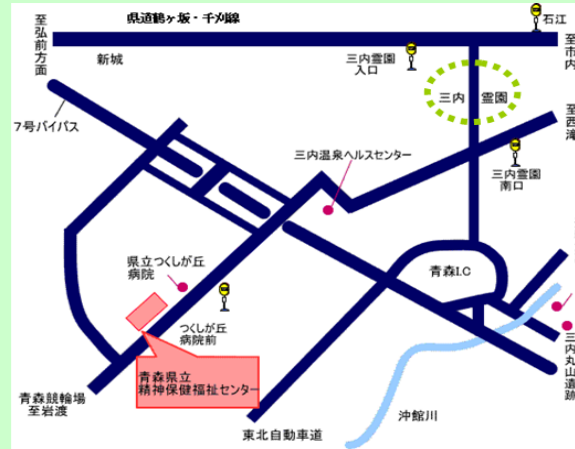 至弘前方面
県道鶴ヶ坂・千刈線
石江
至市内
新城
三内霊園
入口
三内 霊園
7号バイパス
至西滝
三内温泉ヘルスセンター
三内霊園
南口
県立つくしが丘
病院
青森I.C
つくしが丘
病院前
青森県立
精神保健福祉センター
三内丸山遺跡
青森競輪場
至岩渡
東北自動車道
沖館川